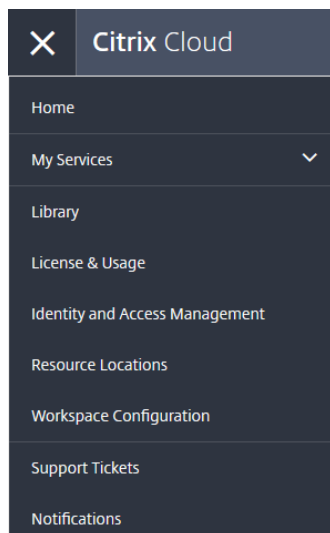 Citrix Cloud
Home
My Services
Library
License & Usage
Identity and Access Management
Resource Locations
Workspace Configuration
Support Tickets
Notifications